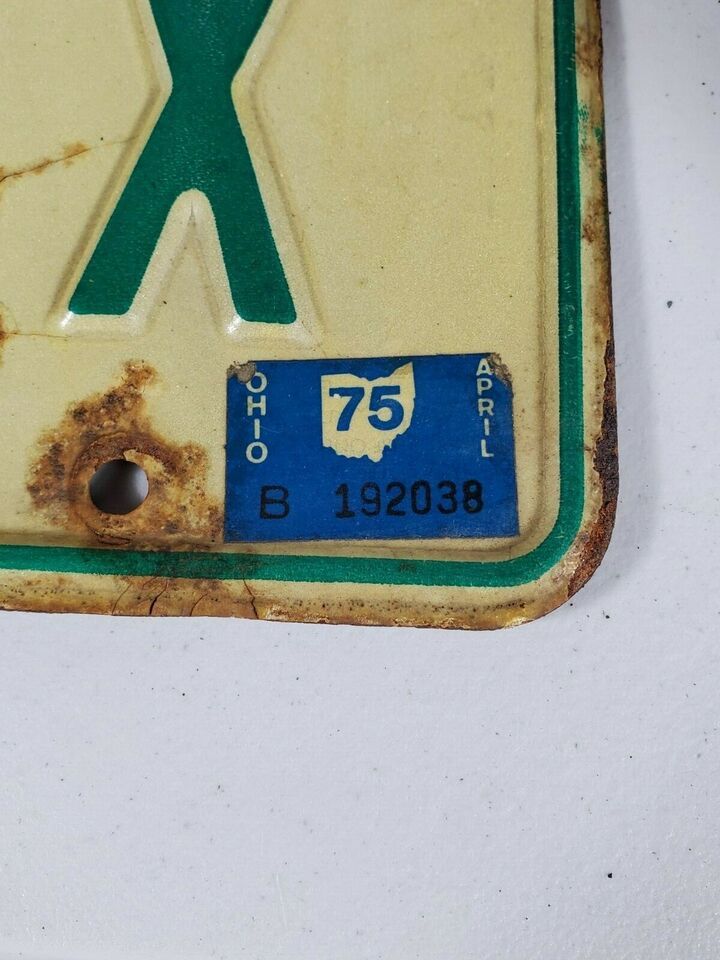 X
OHIO
75
APRIL
B 192038